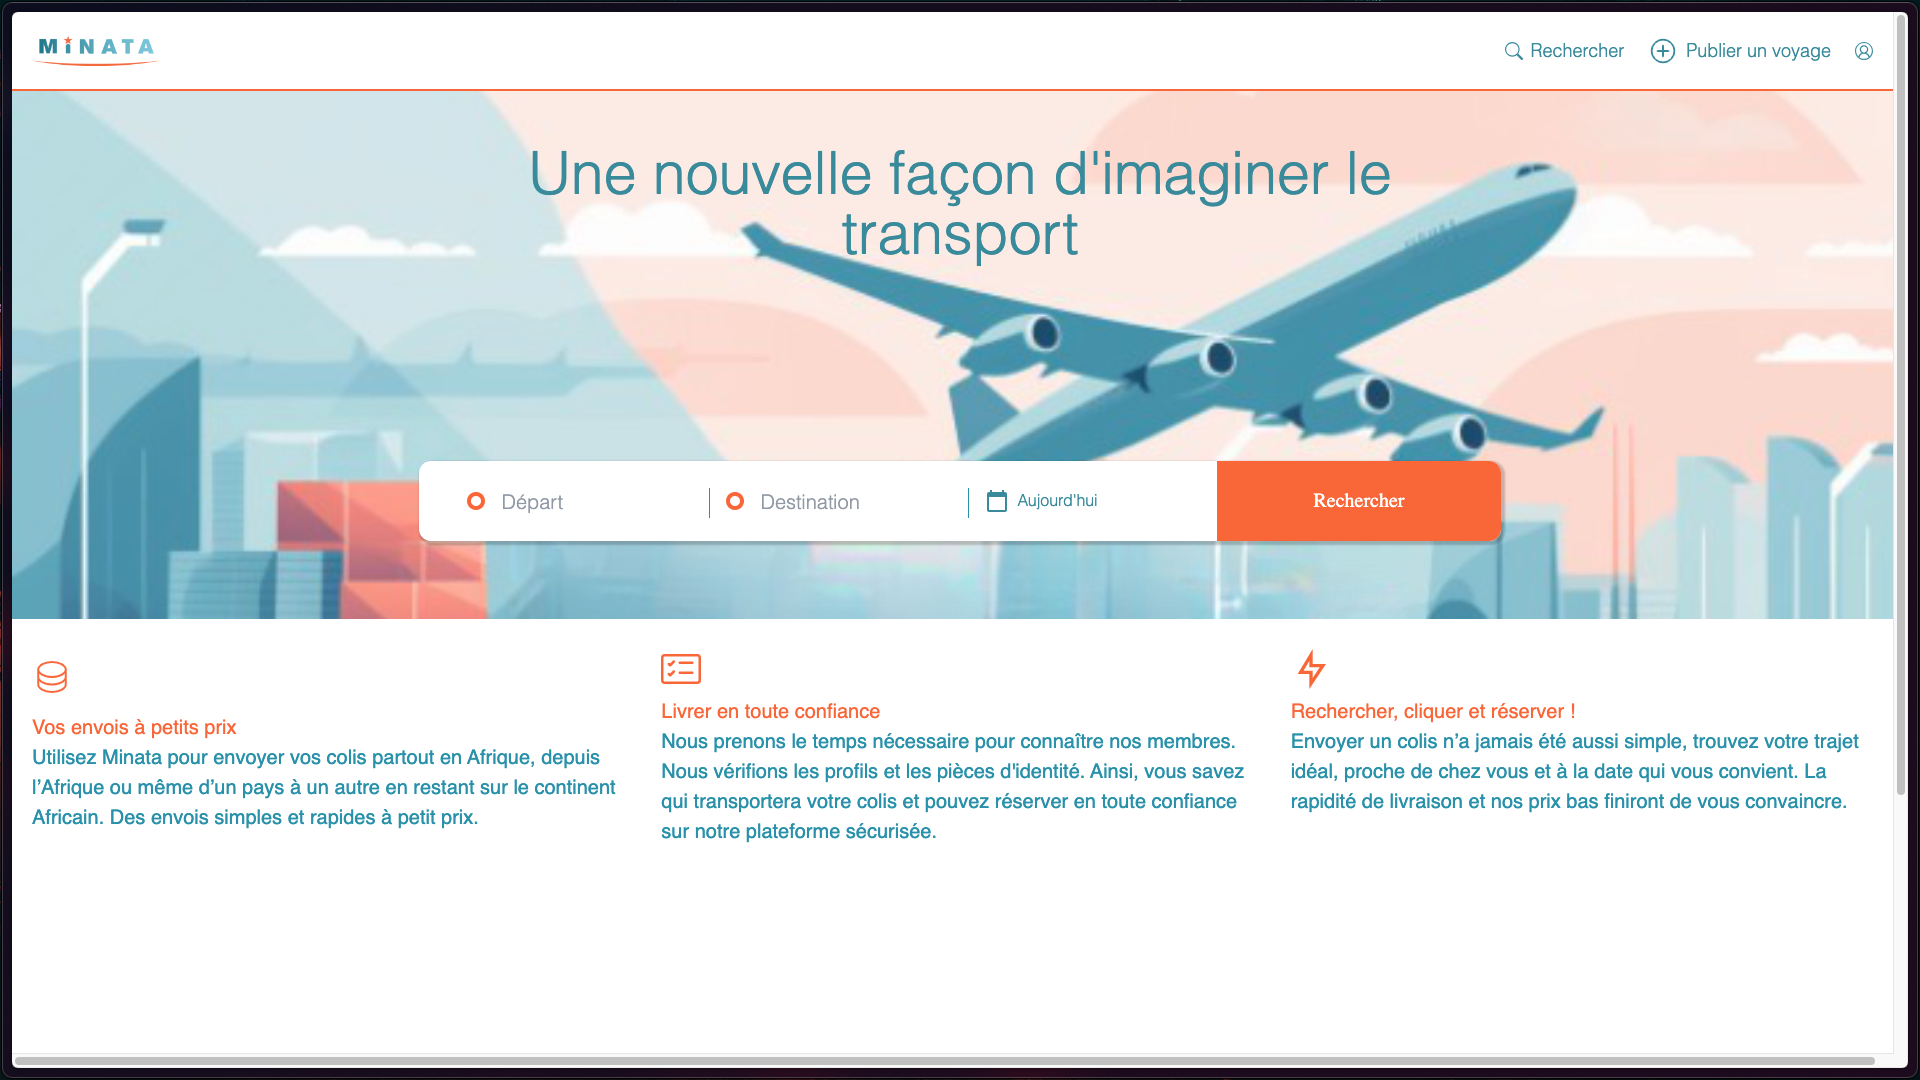 MINATA
Rechercher
Publier un voyage
Une nouvelle façon d'imaginer le
transport
Départ
Destination
Aujourd'hui
Rechercher
Vos envois à petits prix
Utilisez Minata pour envoyer vos colis partout en Afrique, depuis
l’Afrique ou même d’un pays à un autre en restant sur le continent
Africain. Des envois simples et rapides à petit prix.
Livrer en toute confiance
Nous prenons le temps nécessaire pour connaître nos membres.
Nous vérifions les profils et les pièces d'identité. Ainsi, vous savez
qui transportera votre colis et pouvez réserver en toute confiance
sur notre plateforme sécurisée.
Rechercher, cliquer et réserver !
Envoyer un colis n’a jamais été aussi simple, trouvez votre trajet
idéal, proche de chez vous et à la date qui vous convient. La
rapidité de livraison et nos prix bas finiront de vous convaincre.